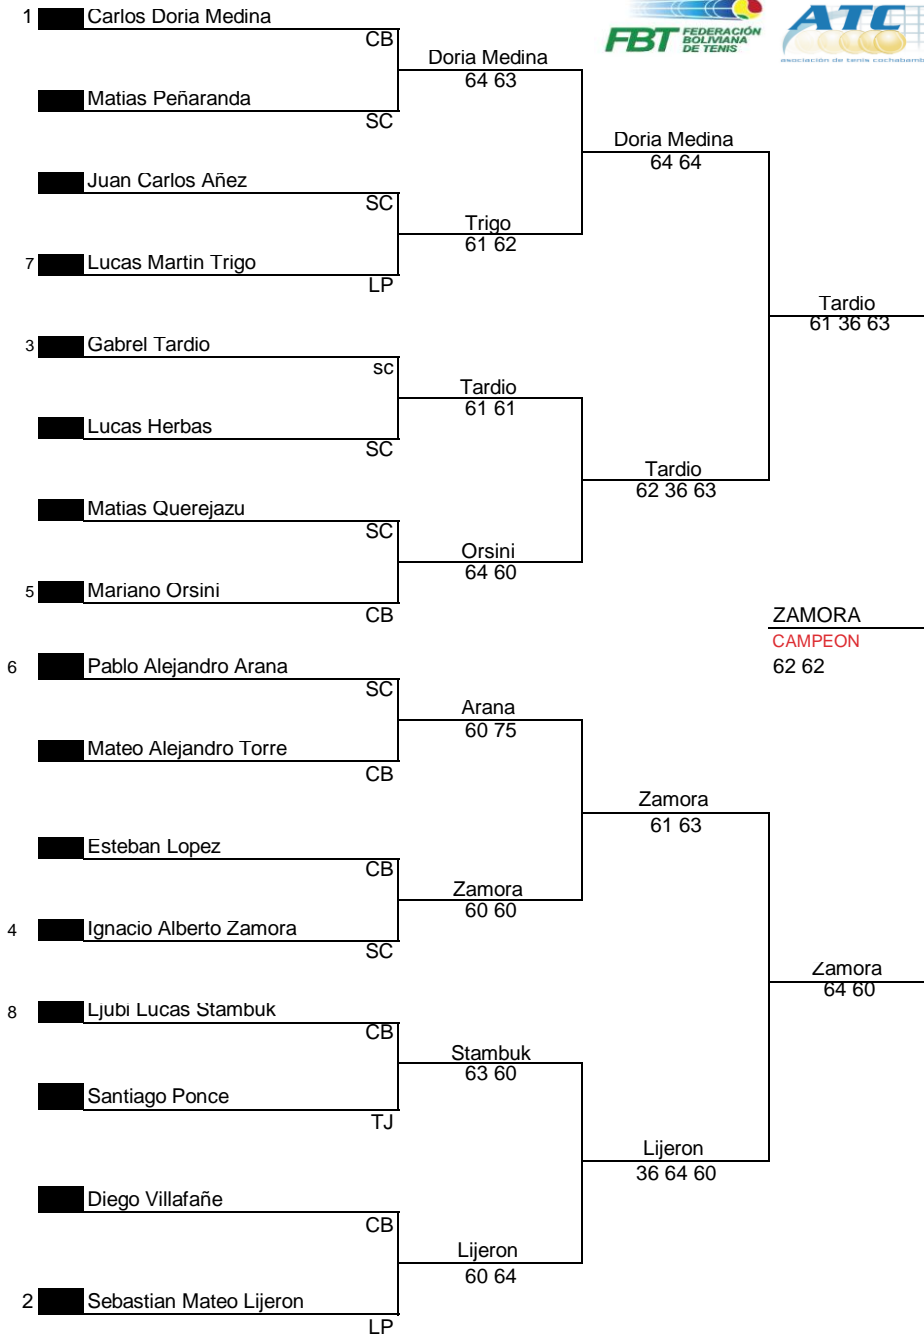 1 Carlos Doria Medina
CB
FBT FEDERACIÓN BOLIVIANA DE TENIS
ATC
asociación de tenis cochabamba
Doria Medina
64 63
Matias Peñaranda
SC
Doria Medina
64 64
Juan Carlos Añez
SC
Trigo
61 62
7 Lucas Martin Trigo
LP
Tardio
61 36 63
3 Gabrel Tardio
sc
Tardio
61 61
Lucas Herbas
SC
Tardio
62 36 63
Matias Querejazu
SC
Orsini
64 60
5 Mariano Orsini
CB
ZAMORA
CAMPEON
62 62
6 Pablo Alejandro Arana
SC
Arana
60 75
Mateo Alejandro Torre
CB
Zamora
61 63
Esteban Lopez
CB
Zamora
60 60
4 Ignacio Alberto Zamora
SC
Zamora
64 60
8 Ljubi Lucas Stambuk
CB
Stambuk
63 60
Santiago Ponce
TJ
Lijeron
36 64 60
Diego Villafañe
CB
Lijeron
60 64
2 Sebastian Mateo Lijeron
LP